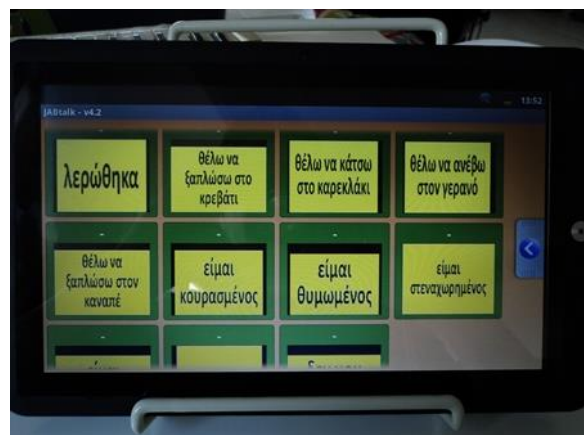 JABtalk - v4.2
13:52
λερώθηκα
θέλω να
ξαπλώσω στο
κρεβάτι
θέλω να κάτσω
στο καρεκλάκι
θέλω να ανέβω
στον γερανό
θέλω να
ξαπλώσω στον
καναπέ
είμαι
κουρασμένος
είμαι
θυμωμένος
είμαι
στεναχωρημένος